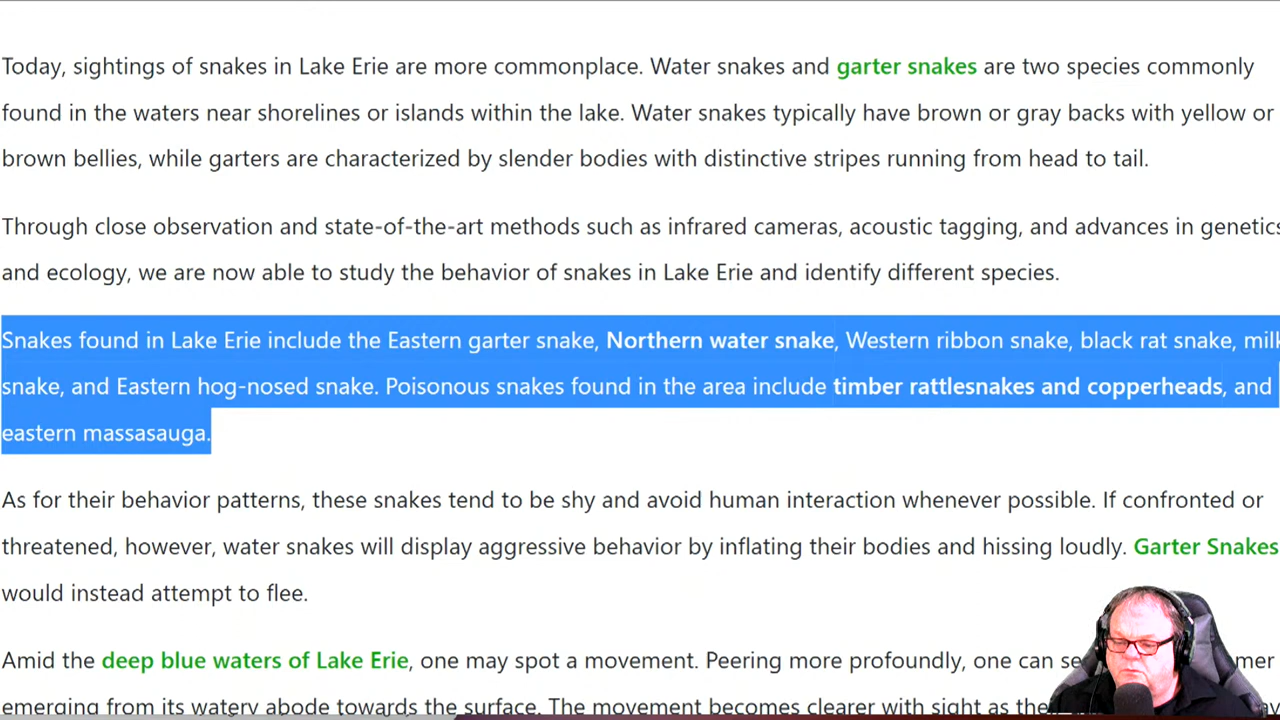 Today, sightings of snakes in Lake Erie are more commonplace. Water snakes and garter snakes are two species commonly
found in the waters near shorelines or islands within the lake. Water snakes typically have brown or gray backs with yellow or
brown bellies, while garters are characterized by slender bodies with distinctive stripes running from head to tail.
Through close observation and state-of-the-art methods such as infrared cameras, acoustic tagging, and advances in genetics
and ecology, we are now able to study the behavior of snakes in Lake Erie and identify different species.
Snakes found in Lake Erie include the Eastern garter snake, Northern water snake, Western ribbon snake, black rat snake, milk
snake, and Eastern hog-nosed snake. Poisonous snakes found in the area include timber rattlesnakes and copperheads, and
eastern massasauga.
As for their behavior patterns, these snakes tend to be shy and avoid human interaction whenever possible. If confronted or
threatened, however, water snakes will display aggressive behavior by inflating their bodies and hissing loudly. Garter Snakes
would instead attempt to flee.
Amid the deep blue waters of Lake Erie, one may spot a movement. Peering more profoundly, one can
emerging from its watery abode towards the surface. The movement becomes clearer with sight as